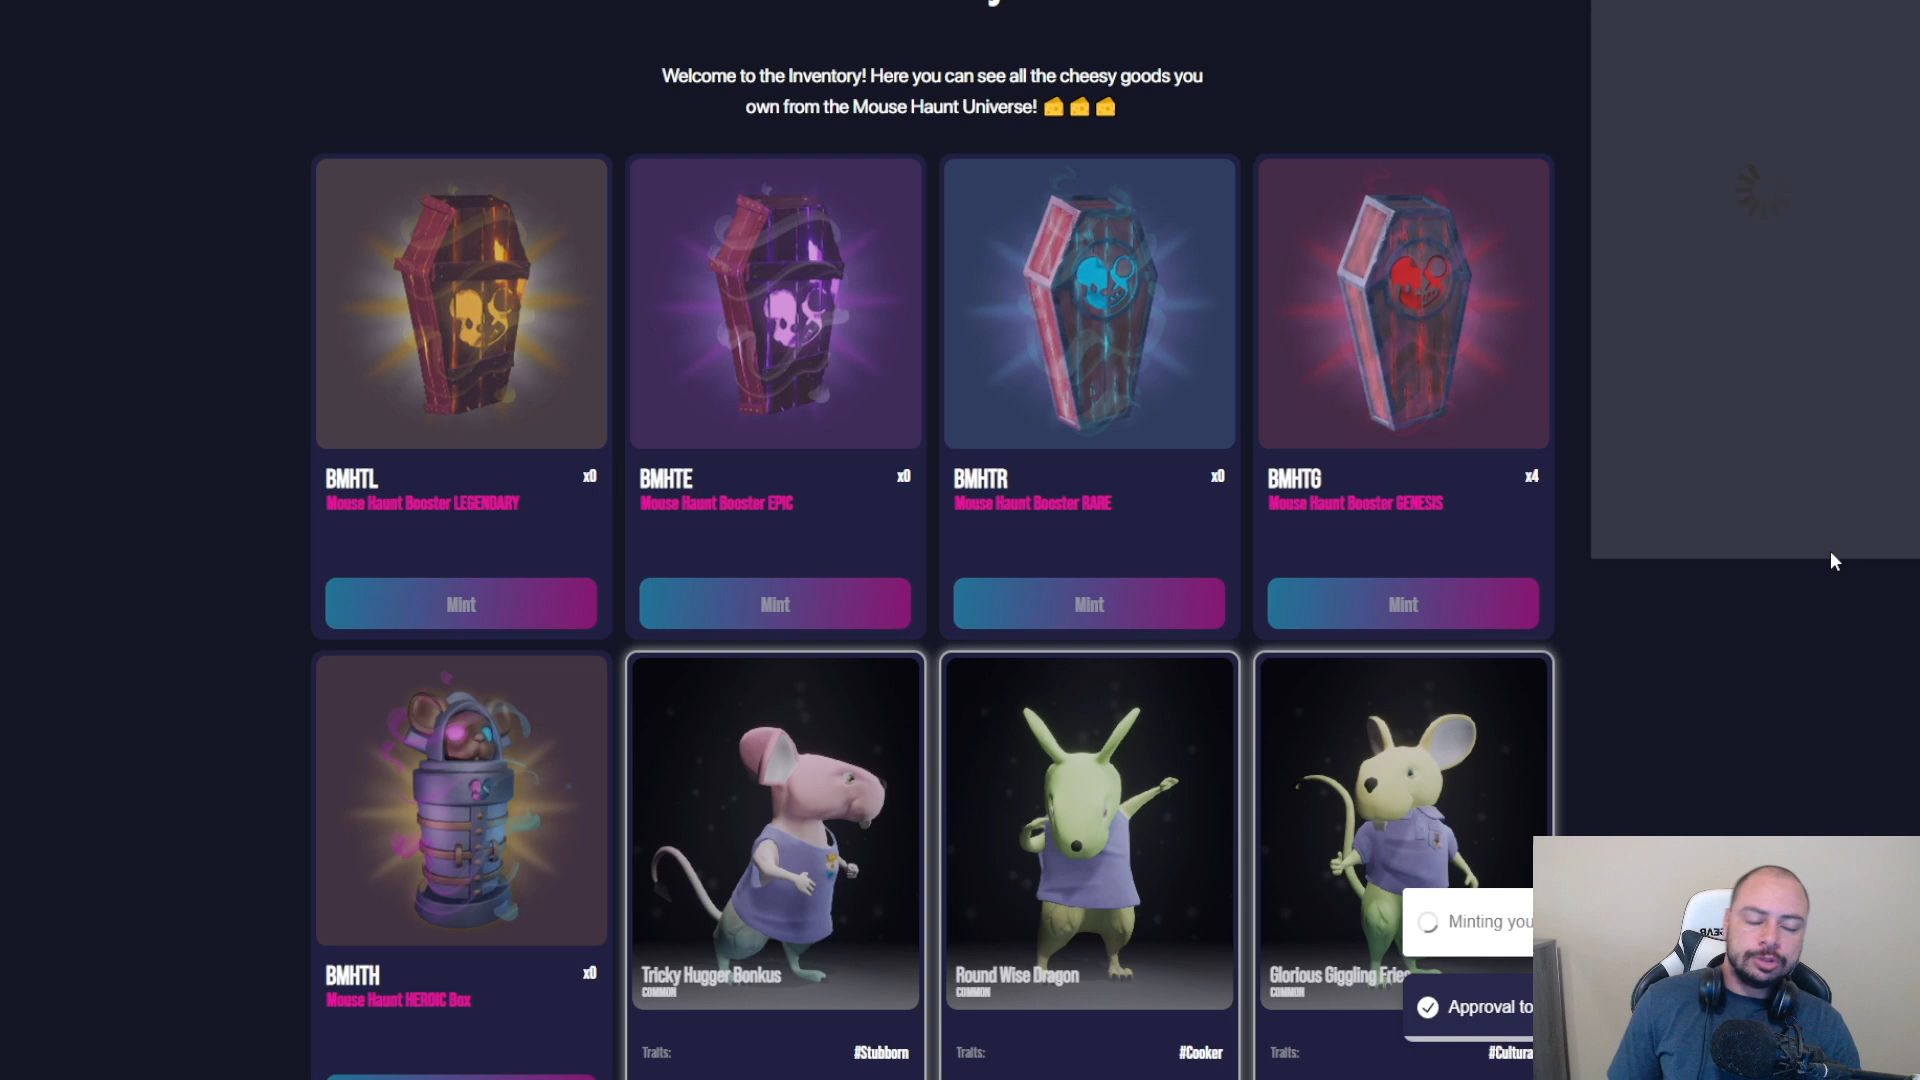 Welcome to the Inventory! Here you can see all the cheesy goods you
own from the Mouse Haunt Universe!
BMHTL x0
Mouse Haunt Booster LEGENDARY
Mint
BMHTE x0
Mouse Haunt Booster EPIC
Mint
BMHTR x0
Mouse Haunt Booster RARE
Mint
BMHTG x4
Mouse Haunt Booster GENESIS
Mint
BMHTH x0
Mouse Haunt HEROIC Box
Tricky Hugger Bonkus
COMMON
Traits: #Stubborn
Round Wise Dragon
COMMON
Traits: #Cooker
Glorious Giggling
COMMON
Traits: #Cultura
Minting you
Approval to